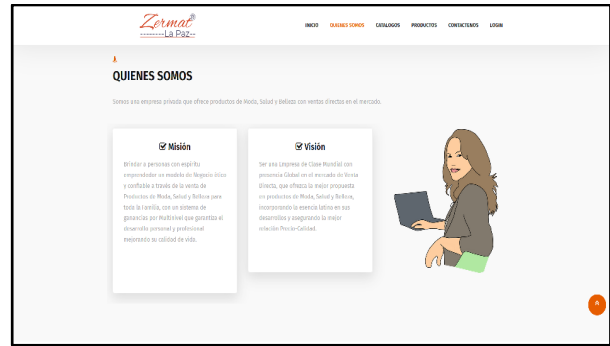 Zermat®
--------La Paz--
INICIO QUIENES SOMOS CATALOGOS PRODUCTOS CONTACTENOS LOGIN
QUIENES SOMOS
Somos una empresa privada que ofrece productos de Moda, Salud y Belleza con ventas directas en el mercado.
Misión
Brindar a personas con espíritu
emprendedor un modelo de Negocio ético
y confiable a través de la venta de
Productos de Moda, Salud y Belleza para
toda la Familia, con un sistema de
ganancias por Multinivel que garantiza el
desarrollo personal y profesional
mejorando su calidad de vida.
Visión
Ser una Empresa de Clase Mundial con
presencia Global en el mercado de Venta
Directa, que ofrezca la mejor propuesta
en productos de Moda, Salud y Belleza,
incorporando la esencia latina en sus
desarrollos y asegurando la mejor
relación Precio-Calidad.